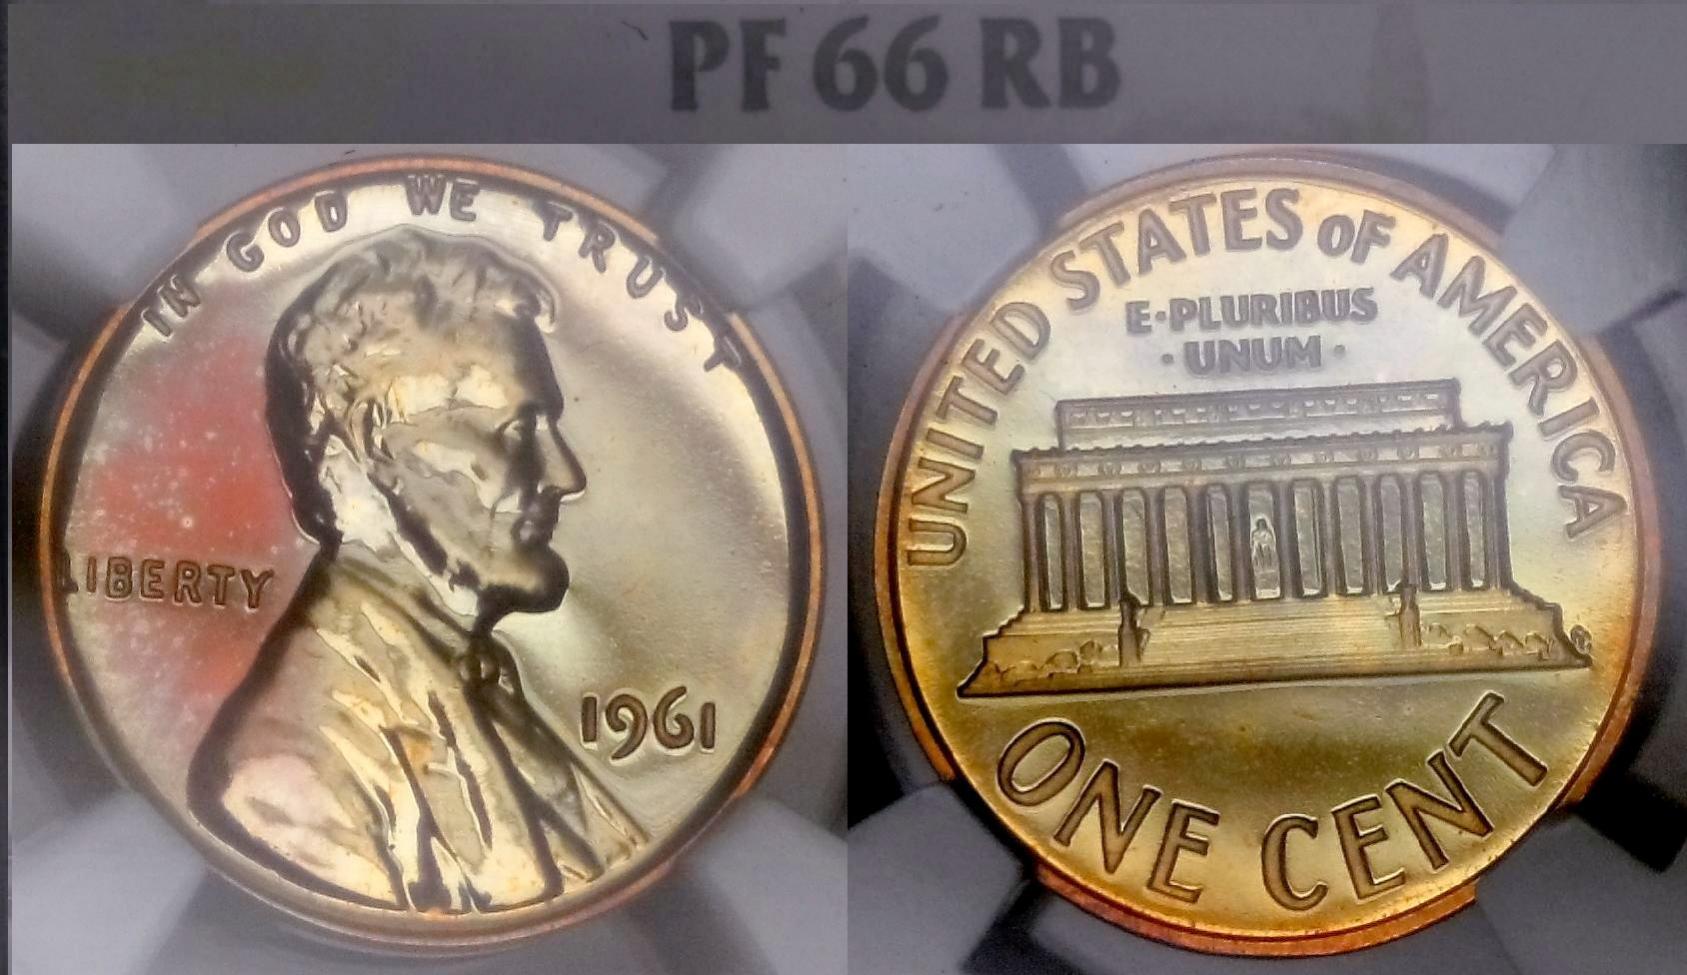 PF 66 RB
IN GOD WE TRUST
LIBERTY
1961
UNITED STATES OF AMERICA
E·PLURIBUS
·UNUM·
ONE CENT